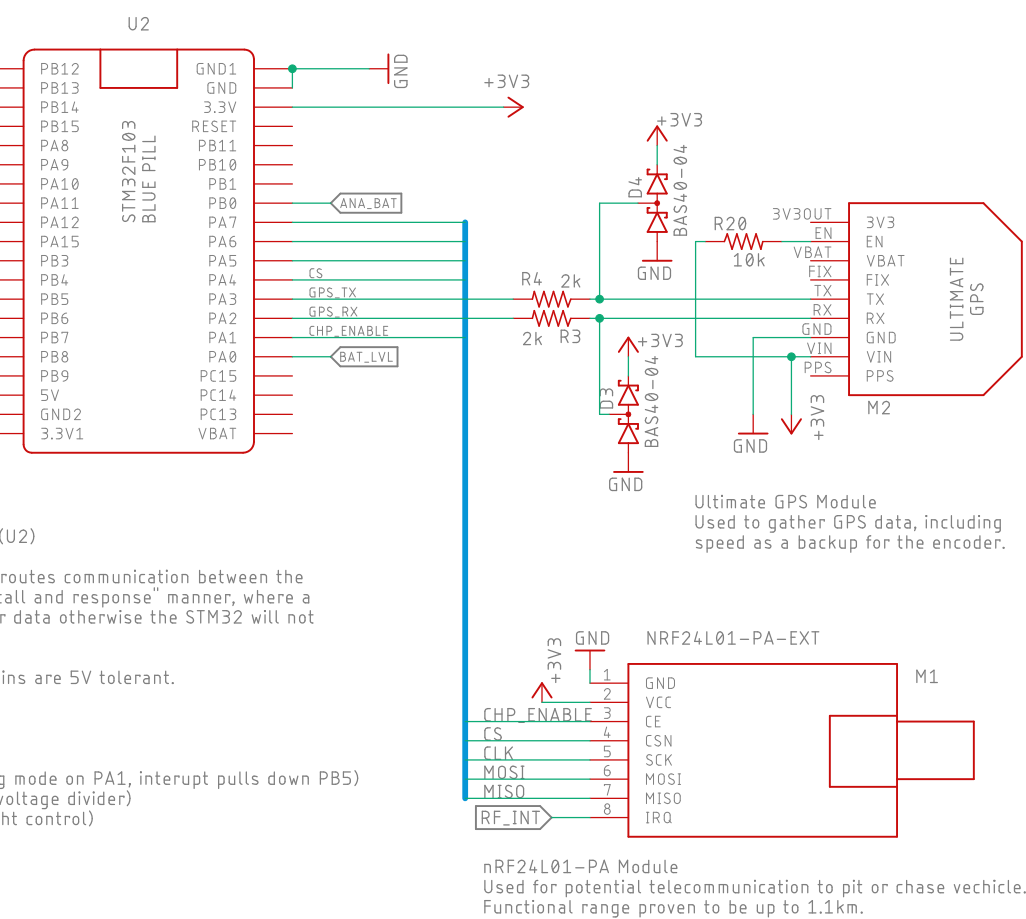 U2
PB12
PB13
PB14
PB15
PA8
PA9
PA10
PA11
PA12
PA15
PB3
PB4
PB5
PB6
PB7
PB8
PB9
5V
GND2
3.3V1
STM32F103
BLUE PILL
GND1
GND
3.3V
RESET
PB11
PB10
PB1
PB0
PA7
PA6
PA5
PA4
PA3
PA2
PA1
PA0
PC15
PC14
PC13
VBAT
GND
+3V3
ANA_BAT
CS
GPS_TX
GPS_RX
CHP_ENABLE
BAT_LVL
R4
2k
2k
R3
+3V3
D4
BAS40-04
GND
+3V3
D3
BAS40-04
GND
R20
10k
3V3OUT
EN
VBAT
FIX
TX
RX
GND
VIN
PPS
3V3
EN
VBAT
FIX
TX
RX
GND
VIN
PPS
ULTIMATE
GPS
M2
GND
+3V3
Ultimate GPS Module
Used to gather GPS data, including
speed as a backup for the encoder.
(U2)
routes communication between the
call and response" manner, where a
r data otherwise the STM32 will not
ins are 5V tolerant.
g mode on PA1, interupt pulls down PB5)
voltage divider)
ht control)
GND
+3V3
NRF24L01-PA-EXT
M1
1
2
3
4
5
6
7
8
GND
VCC
CE
CSN
SCK
MOSI
MISO
IRQ
CHP_ENABLE
CS
CLK
MOSI
MISO
RF_INT
nRF24L01-PA Module
Used for potential telecommunication to pit or chase vechicle.
Functional range proven to be up to 1.1km.